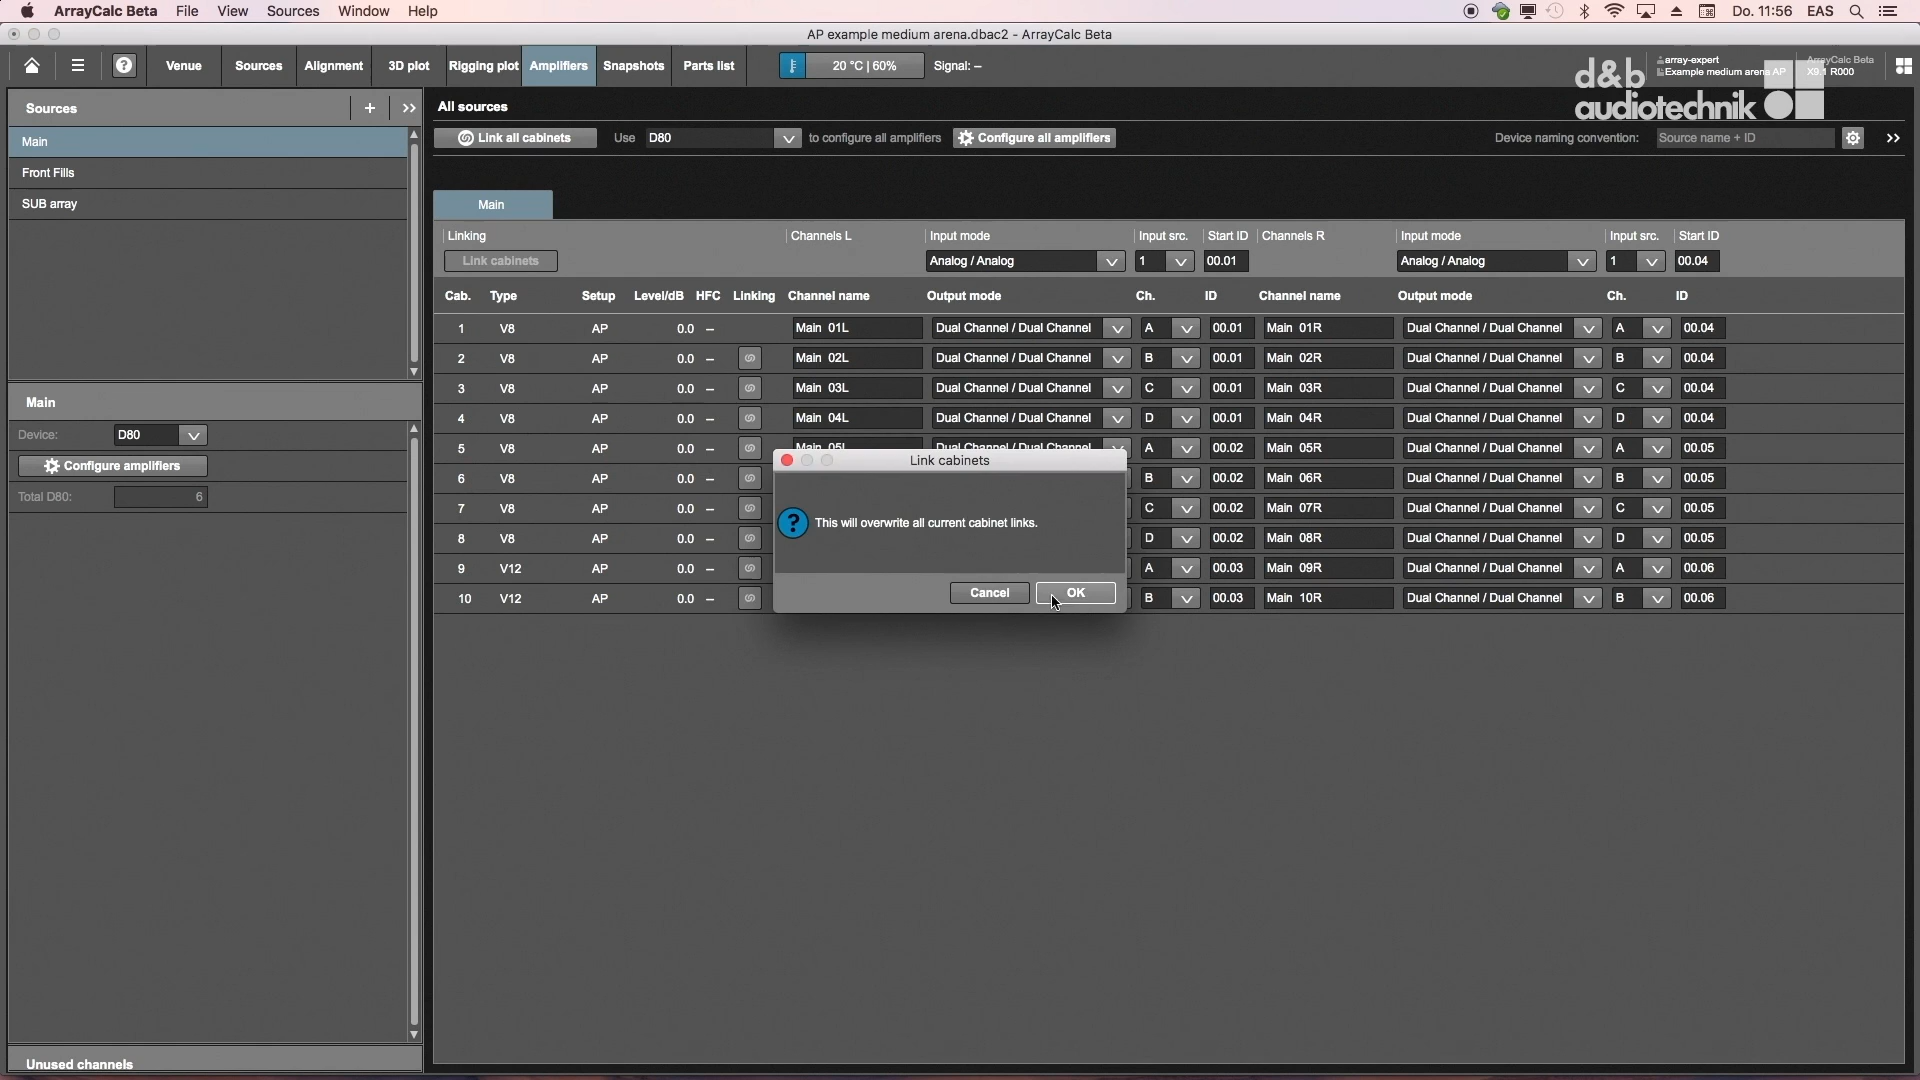 ArrayCalc Beta File View Sources Window Help Do. 11:56 EAS
AP example medium arena.dbac2 - ArrayCalc Beta
Venue Sources Alignment 3D plot Rigging plot Amplifiers Snapshots Parts list 20 °C | 60% Signal: –
array-expert
Example medium arena AP
ArrayCalc Beta
X9.1 R000
d&b
audiotechnik
Sources + >>
Main
Front Fills
SUB array
Main
Device: D80
Configure amplifiers
Total D80: 6
Unused channels
All sources
Link all cabinets Use D80 to configure all amplifiers Configure all amplifiers Device naming convention: Source name + ID >>
Main
Linking Channels L Input mode Input src. Start ID Channels R Input mode Input src. Start ID
Link cabinets Analog / Analog 1 00.01 Analog / Analog 1 00.04
Cab. Type Setup Level/dB HFC Linking Channel name Output mode Ch. ID Channel name Output mode Ch. ID
1 V8 AP 0.0 – Main 01L Dual Channel / Dual Channel A 00.01 Main 01R Dual Channel / Dual Channel A 00.04
2 V8 AP 0.0 – Main 02L Dual Channel / Dual Channel B 00.01 Main 02R Dual Channel / Dual Channel B 00.04
3 V8 AP 0.0 – Main 03L Dual Channel / Dual Channel C 00.01 Main 03R Dual Channel / Dual Channel C 00.04
4 V8 AP 0.0 – Main 04L Dual Channel / Dual Channel D 00.01 Main 04R Dual Channel / Dual Channel D 00.04
5 V8 AP 0.0 – Main 05L Dual Channel / Dual Channel A 00.02 Main 05R Dual Channel / Dual Channel A 00.05
6 V8 AP 0.0 – B 00.02 Main 06R Dual Channel / Dual Channel B 00.05
7 V8 AP 0.0 – C 00.02 Main 07R Dual Channel / Dual Channel C 00.05
8 V8 AP 0.0 – D 00.02 Main 08R Dual Channel / Dual Channel D 00.05
9 V12 AP 0.0 – A 00.03 Main 09R Dual Channel / Dual Channel A 00.06
10 V12 AP 0.0 – B 00.03 Main 10R Dual Channel / Dual Channel B 00.06
Link cabinets
? This will overwrite all current cabinet links.
Cancel OK